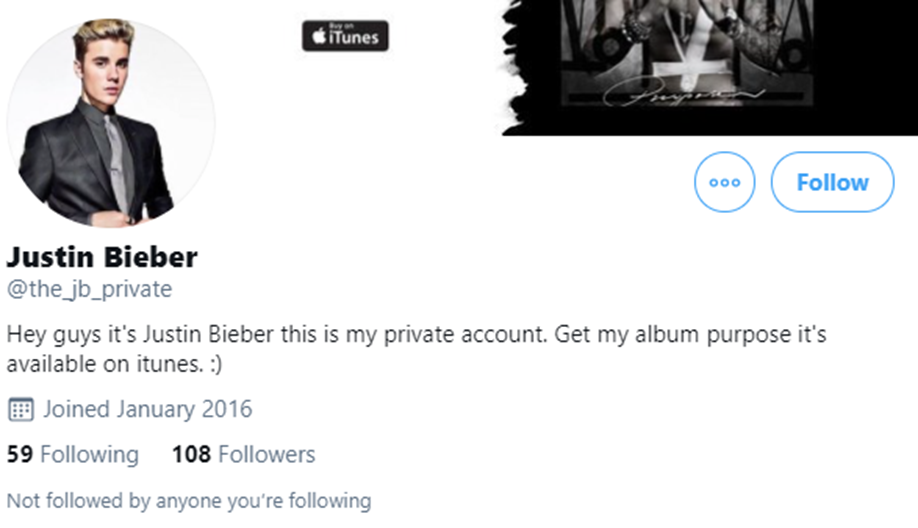 Buy on
iTunes
Purpose
Follow
Justin Bieber
@the_jb_private
Hey guys it's Justin Bieber this is my private account. Get my album purpose it's
available on itunes. :)
Joined January 2016
59 Following 108 Followers
Not followed by anyone you're following